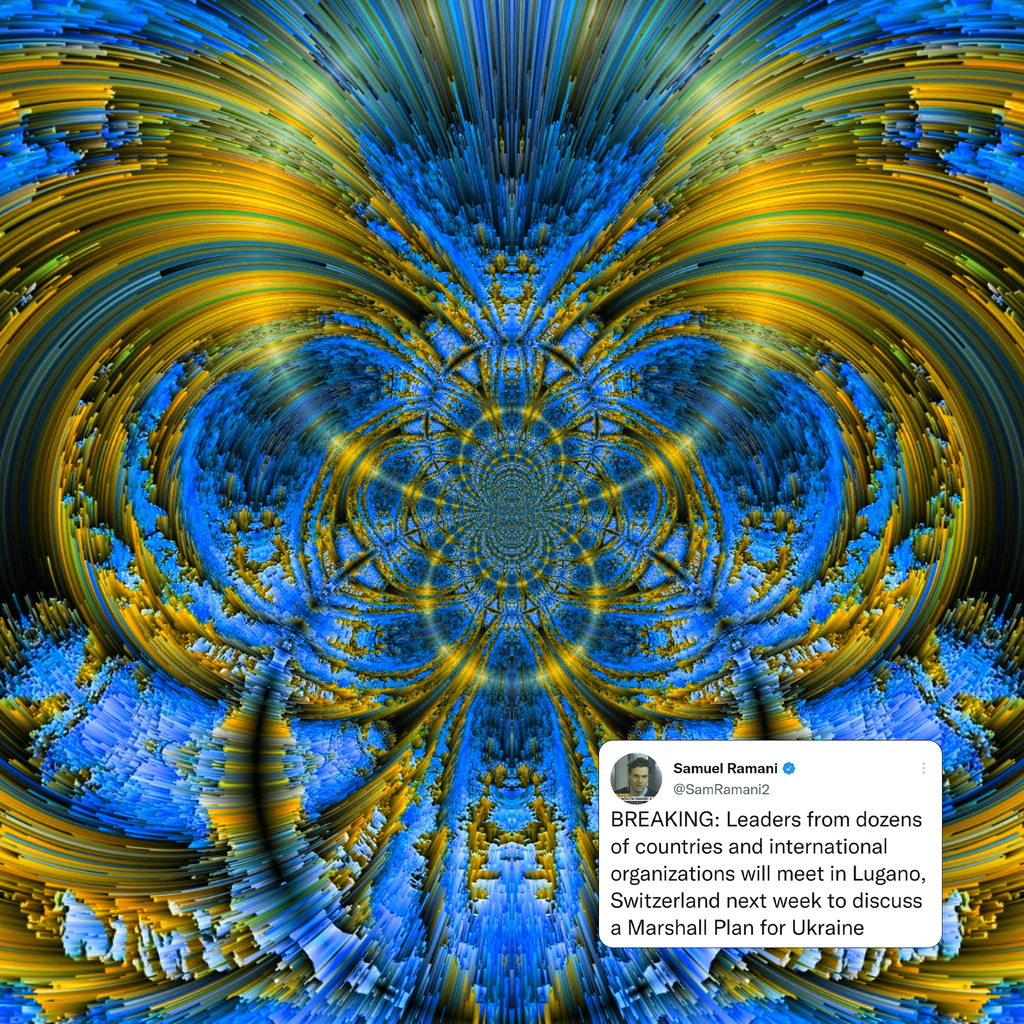 Samuel Ramani
@SamRamani2
BREAKING: Leaders from dozens
of countries and international
organizations will meet in Lugano,
Switzerland next week to discuss
a Marshall Plan for Ukraine